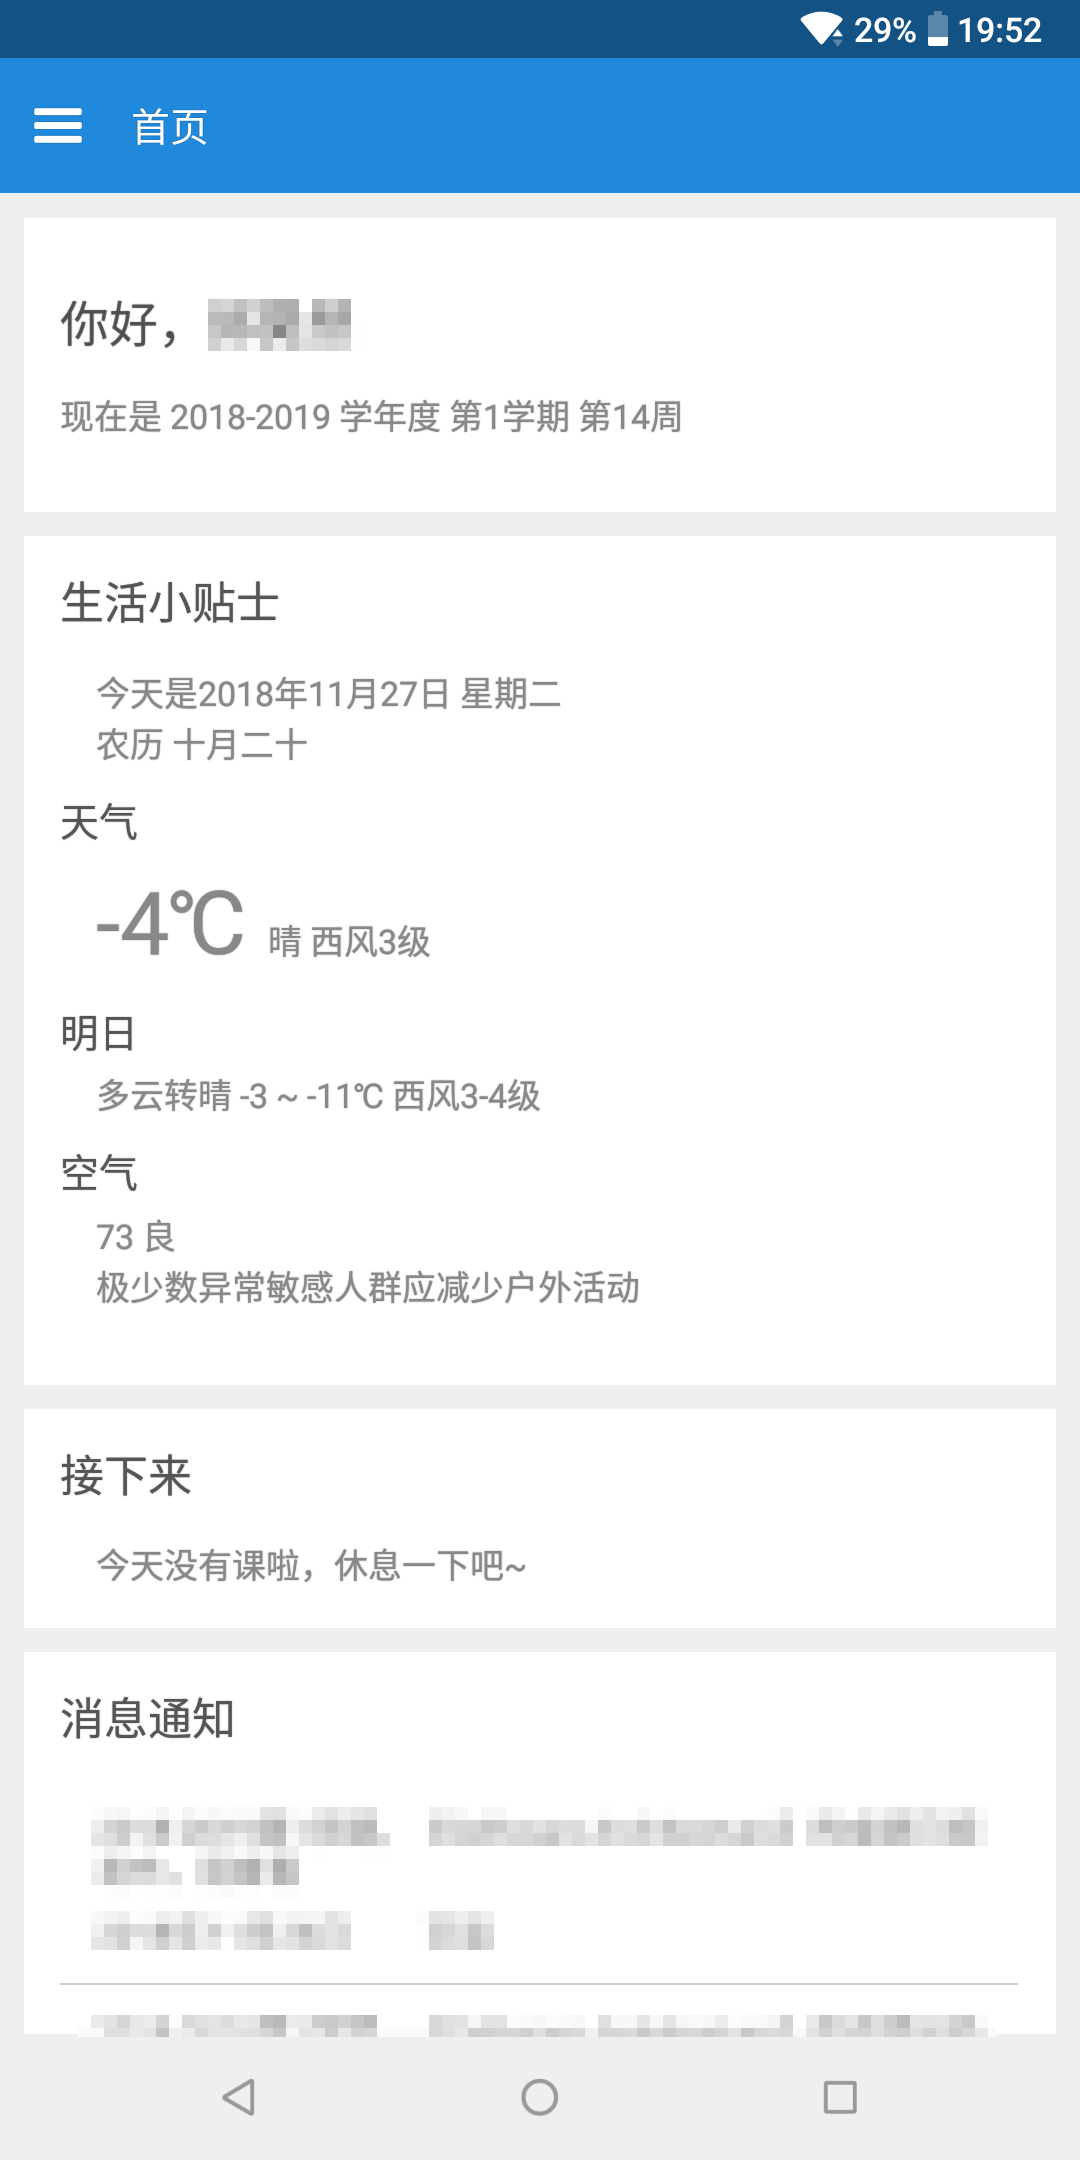 29% 19:52
首页
你好，
现在是 2018-2019 学年度 第1学期 第14周
生活小贴士
今天是2018年11月27日 星期二
农历 十月二十
天气
-4℃ 晴 西风3级
明日
多云转晴 -3 ~ -11℃ 西风3-4级
空气
73 良
极少数异常敏感人群应减少户外活动
接下来
今天没有课啦，休息一下吧~
消息通知